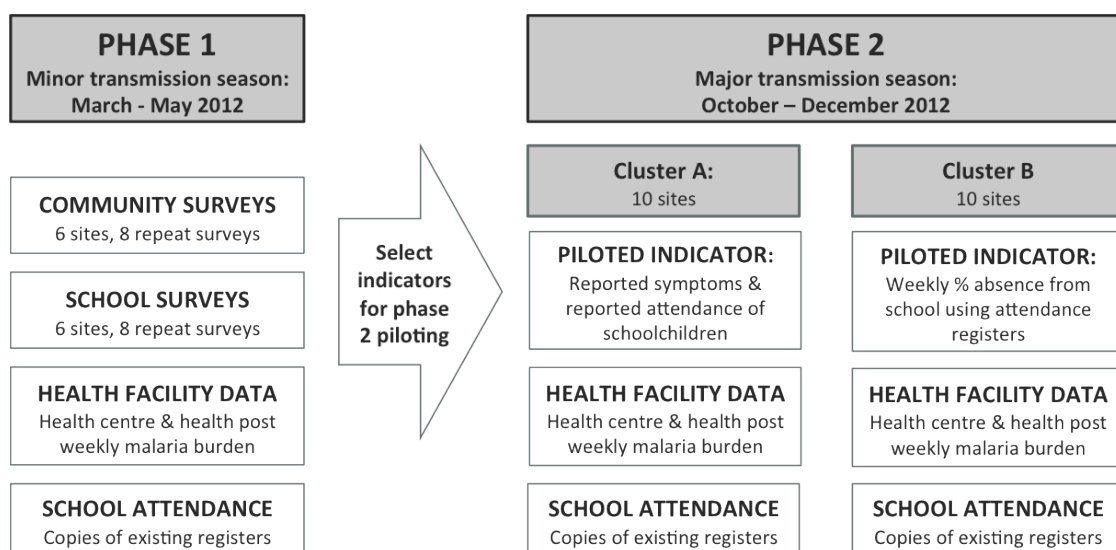 PHASE 1
Minor transmission season:
March - May 2012
COMMUNITY SURVEYS
6 sites, 8 repeat surveys
SCHOOL SURVEYS
6 sites, 8 repeat surveys
HEALTH FACILITY DATA
Health centre & health post
weekly malaria burden
SCHOOL ATTENDANCE
Copies of existing registers
Select
indicators
for phase
2 piloting
PHASE 2
Major transmission season:
October – December 2012
Cluster A:
10 sites
PILOTED INDICATOR:
Reported symptoms &
reported attendance of
schoolchildren
HEALTH FACILITY DATA
Health centre & health post
weekly malaria burden
SCHOOL ATTENDANCE
Copies of existing registers
Cluster B
10 sites
PILOTED INDICATOR:
Weekly % absence from
school using attendance
registers
HEALTH FACILITY DATA
Health centre & health post
weekly malaria burden
SCHOOL ATTENDANCE
Copies of existing registers